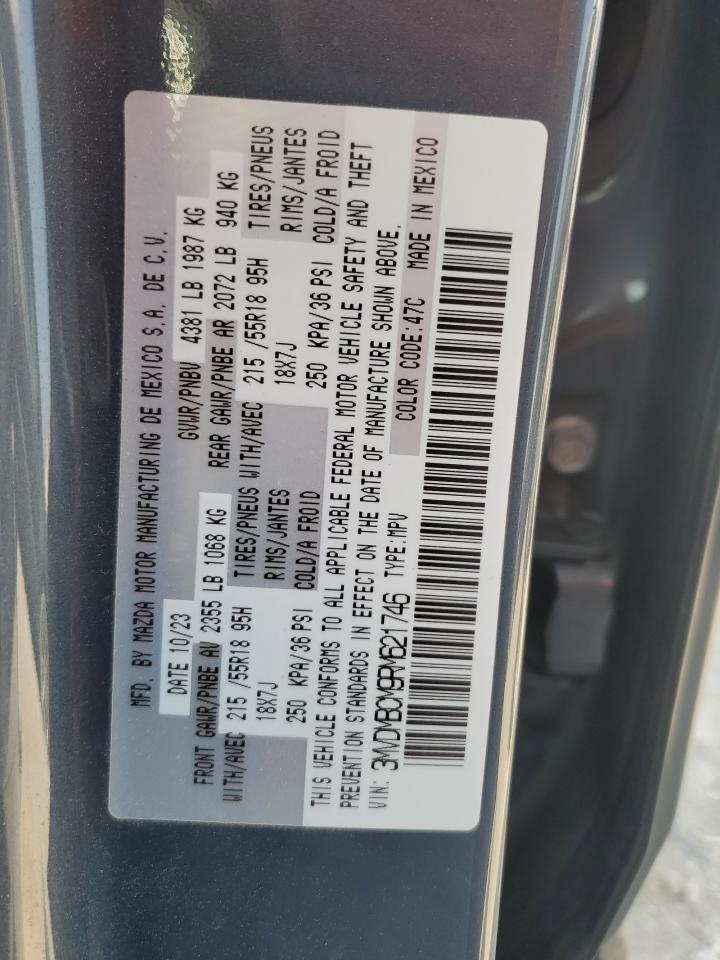 MFD. BY MAZDA MOTOR MANUFACTURING DE MEXICO S.A. DE C.V.
DATE 10/23 GVWR/PNBV 4381 LB 1987 KG
FRONT GAWR/PNBE AV 2355 LB 1068 KG REAR GAWR/PNBE AR 2072 LB 940 KG
WITH/AVEC 215 /55R18 95H TIRES/PNEUS WITH/AVEC 215 /55R18 95H TIRES/PNEUS
18X7J RIMS/JANTES 18X7J RIMS/JANTES
250 KPA/36 PSI COLD/A FROID 250 KPA/36 PSI COLD/A FROID
THIS VEHICLE CONFORMS TO ALL APPLICABLE FEDERAL MOTOR VEHICLE SAFETY AND THEFT
PREVENTION STANDARDS IN EFFECT ON THE DATE OF MANUFACTURE SHOWN ABOVE.
VIN: 3MVDMBCM9RM621746 TYPE:MPV COLOR CODE:47C MADE IN MEXICO